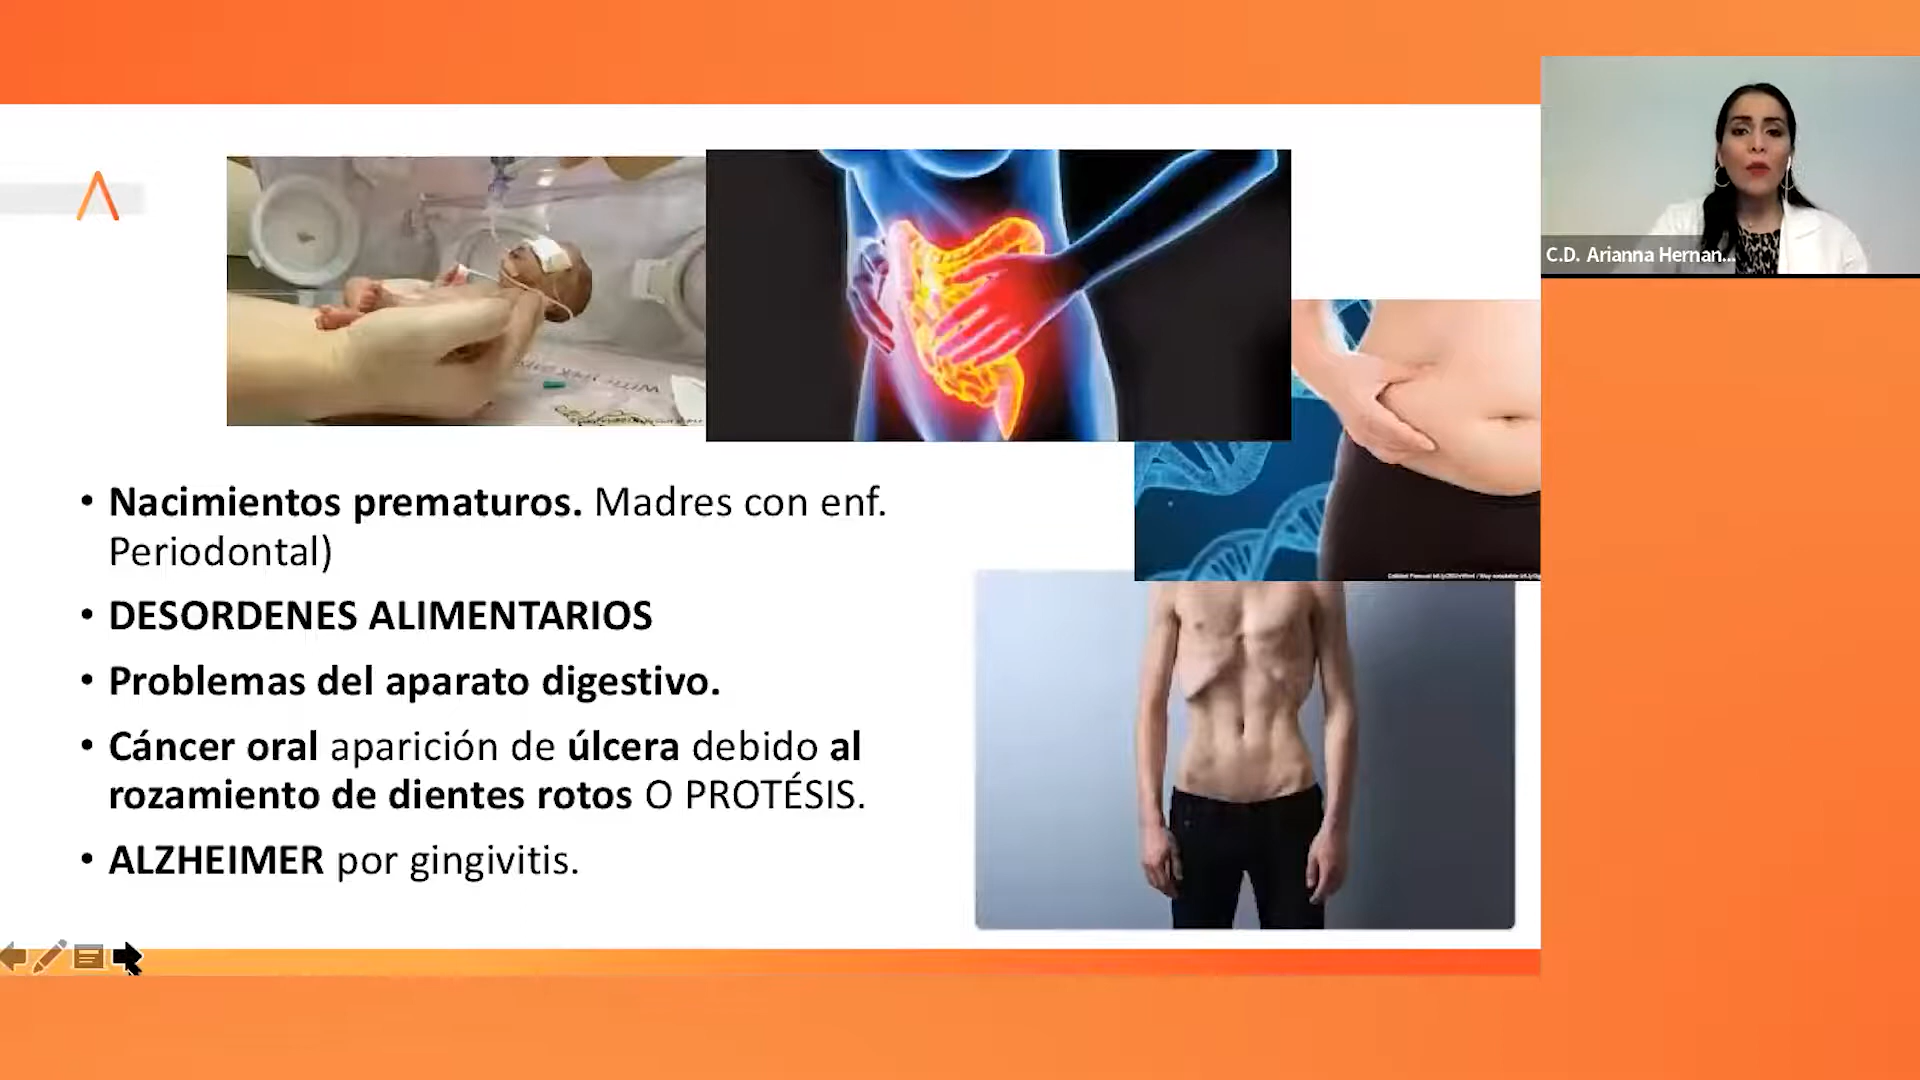 C.D. Arianna Hernan...
• Nacimientos prematuros. Madres con enf.
Periodontal)
• DESORDENES ALIMENTARIOS
• Problemas del aparato digestivo.
• Cáncer oral aparición de úlcera debido al
rozamiento de dientes rotos O PROTÉSIS.
• ALZHEIMER por gingivitis.